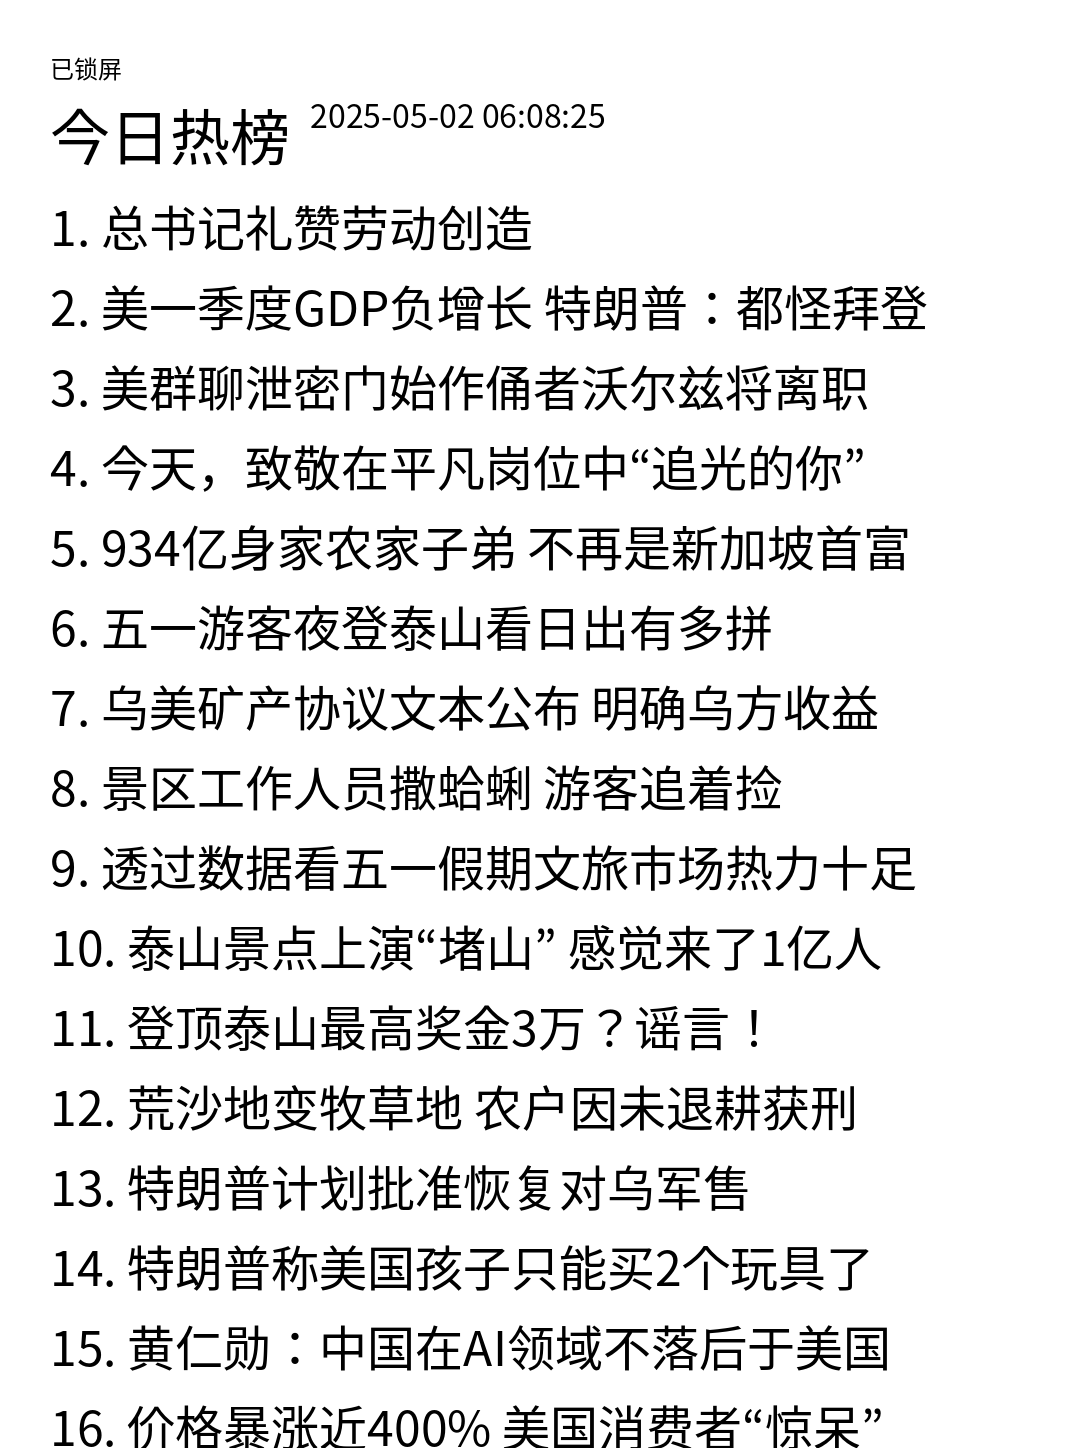 已锁屏
今日热榜 2025-05-02 06:08:25
1. 总书记礼赞劳动创造
2. 美一季度GDP负增长 特朗普：都怪拜登
3. 美群聊泄密门始作俑者沃尔兹将离职
4. 今天，致敬在平凡岗位中“追光的你”
5. 934亿身家农家子弟 不再是新加坡首富
6. 五一游客夜登泰山看日出有多拼
7. 乌美矿产协议文本公布 明确乌方收益
8. 景区工作人员撒蛤蜊 游客追着捡
9. 透过数据看五一假期文旅市场热力十足
10. 泰山景点上演“堵山” 感觉来了1亿人
11. 登顶泰山最高奖金3万？谣言！
12. 荒沙地变牧草地 农户因未退耕获刑
13. 特朗普计划批准恢复对乌军售
14. 特朗普称美国孩子只能买2个玩具了
15. 黄仁勋：中国在AI领域不落后于美国
16. 价格暴涨近400% 美国消费者“惊呆”